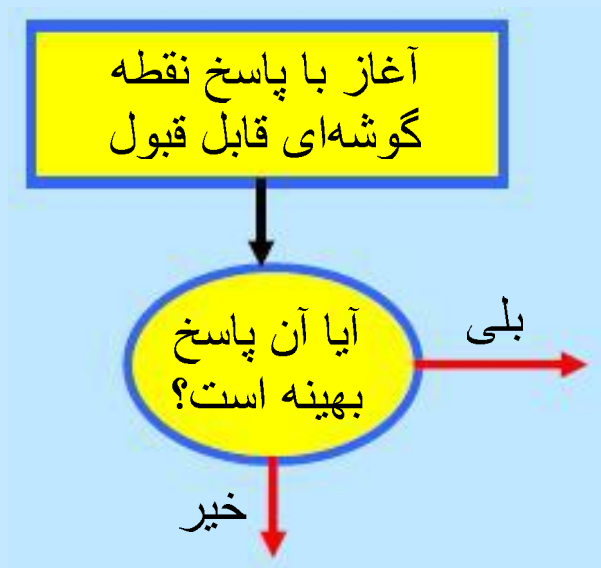 آغاز با پاسخ نقطه
گوشه‌ای قابل قبول
آیا آن پاسخ
بهینه است؟
بلی
خیر